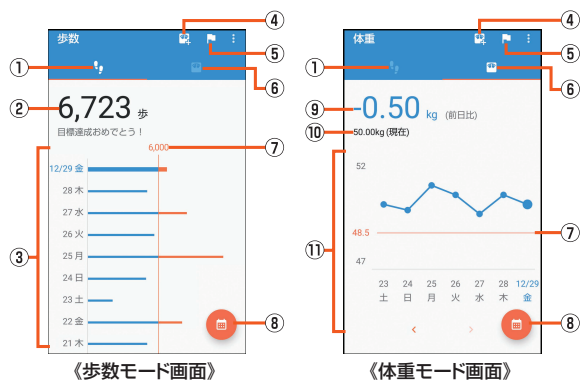 ④
④
歩数
体重
⑤
⑤
①
①
⑥
⑥
②
6,723 歩
目標達成おめでとう！
⑨
-0.50 kg (前日比)
⑩
50.00kg(現在)
6,000
⑦
③
12/29 金
28 木
27 水
26 火
25 月
24 日
23 土
22 金
21 木
⑧
⑪
52
48.5
⑦
47
23 24 25 26 27 28 12/29
土 日 月 火 水 木 金
‹ ›
⑧
《歩数モード画面》
《体重モード画面》